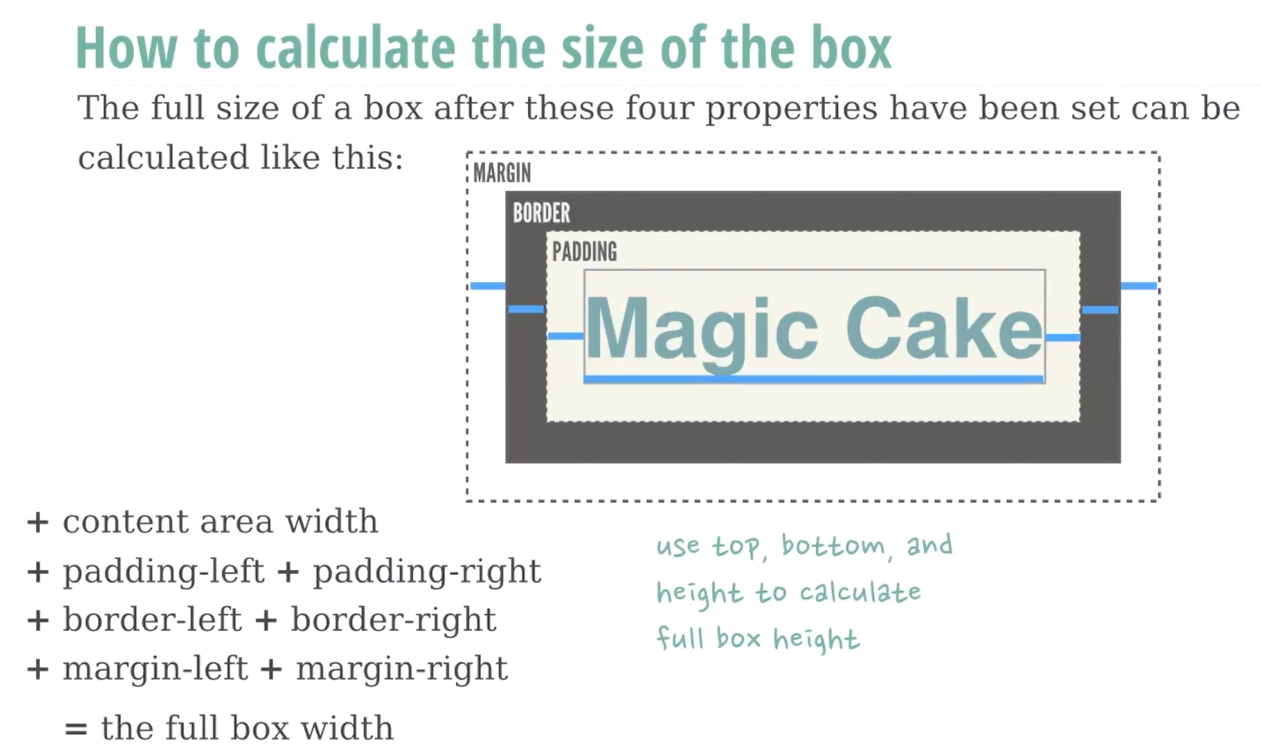 How to calculate the size of the box
The full size of a box after these four properties have been set can be
calculated like this:
MARGIN
BORDER
PADDING
Magic Cake
+ content area width
+ padding-left + padding-right
+ border-left + border-right
+ margin-left + margin-right
= the full box width
use top, bottom, and
height to calculate
full box height